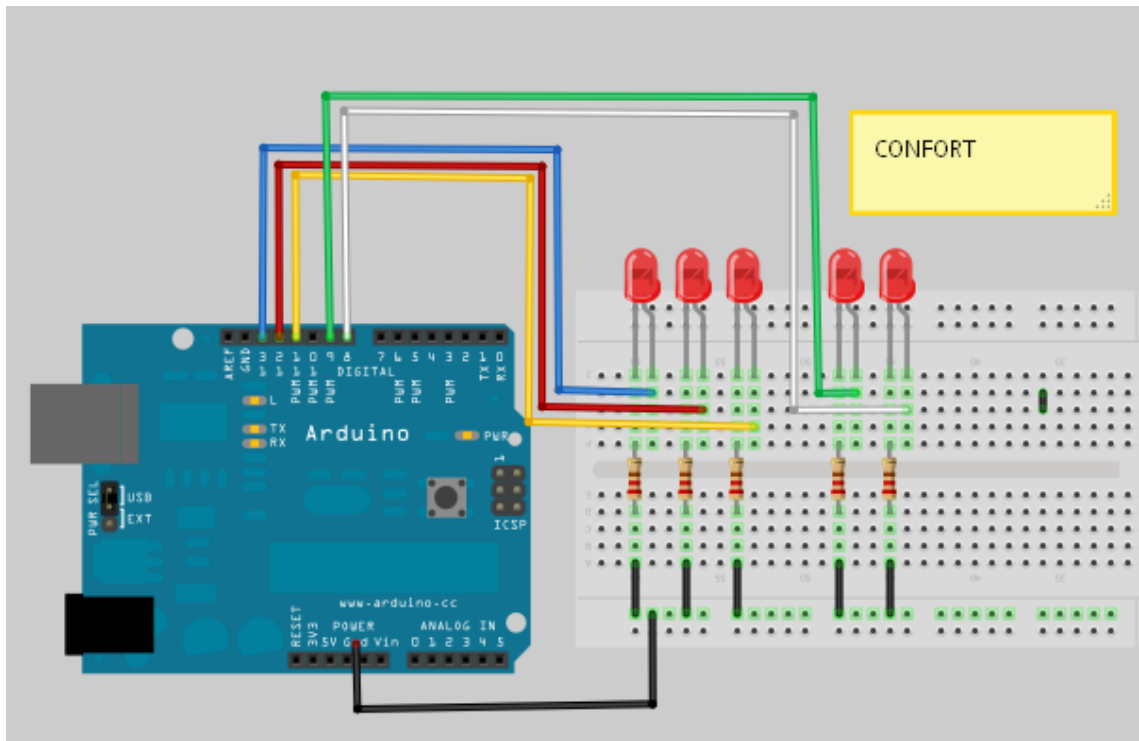 CONFORT
AREF
GND
13
12
PWM 11
PWM 10
PWM 9
8
7
PWM 6
PWM 5
4
PWM 3
2
TX 1
RX 0
DIGITAL
L
TX
RX
Arduino
PWR
1
ICSP
PWR SEL
USB
EXT
www.arduino.cc
POWER
ANALOG IN
RESET
3V3
5V Gnd Vin
0 1 2 3 4 5